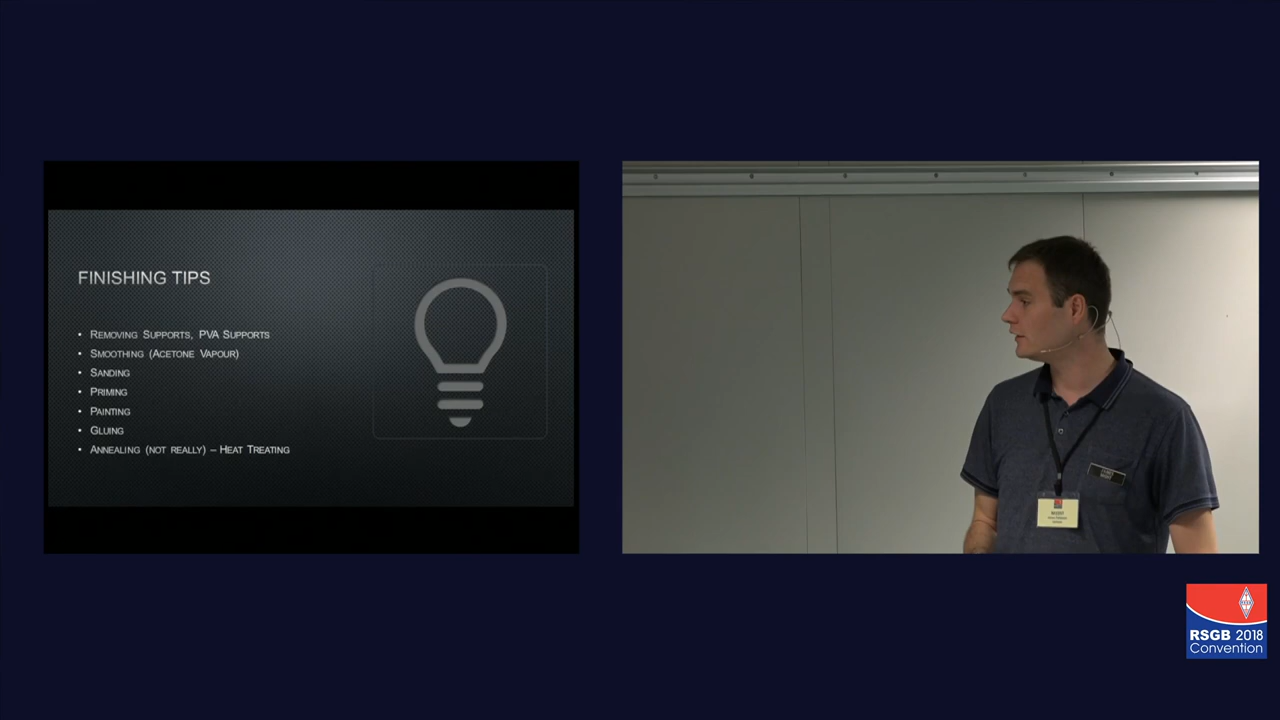 FINISHING TIPS
• REMOVING SUPPORTS, PVA SUPPORTS
• SMOOTHING (ACETONE VAPOUR)
• SANDING
• PRIMING
• PAINTING
• GLUING
• ANNEALING (NOT REALLY) – HEAT TREATING
RSGB
RSGB 2018
Convention